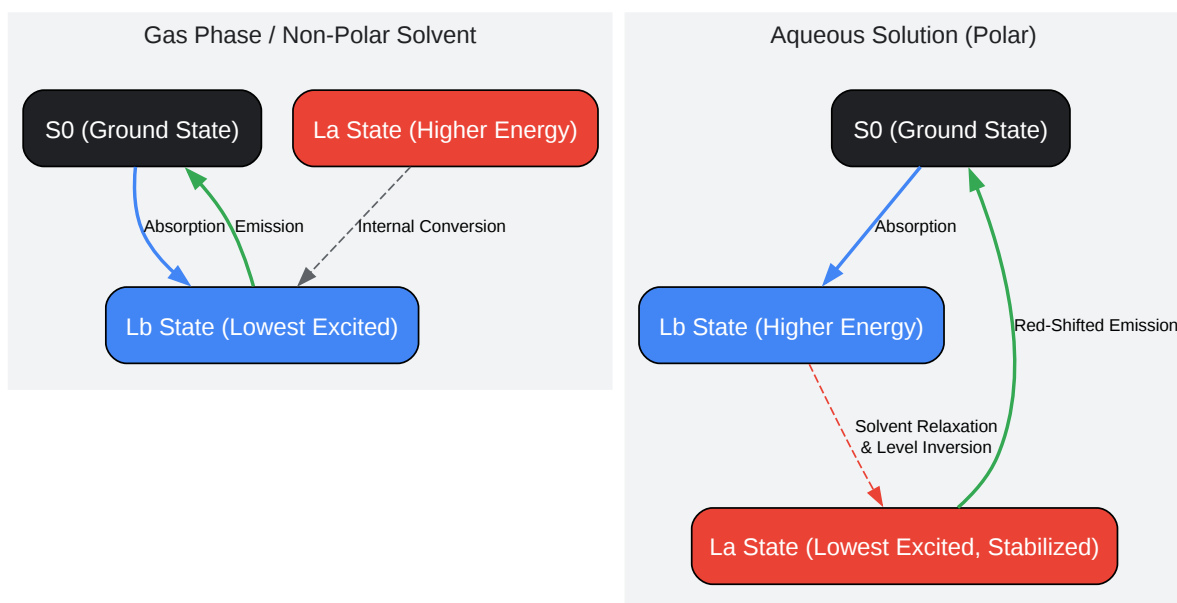 Gas Phase / Non-Polar Solvent
S0 (Ground State)
La State (Higher Energy)
Absorption
Emission
Internal Conversion
Lb State (Lowest Excited)
Aqueous Solution (Polar)
S0 (Ground State)
Absorption
Lb State (Higher Energy)
Red-Shifted Emission
Solvent Relaxation
& Level Inversion
La State (Lowest Excited, Stabilized)